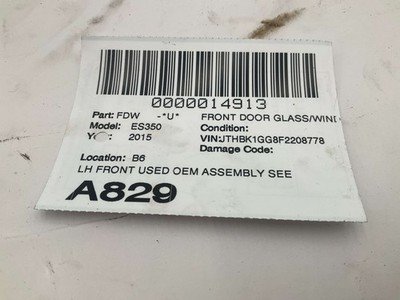 0000014913
Part: FDW -*U* FRONT DOOR GLASS/WIND
Model: ES350 Condition:
2015 VIN:JTHBK1GG8F2208778
Damage Code:
Location: B6
LH FRONT USED OEM ASSEMBLY SEE
A829